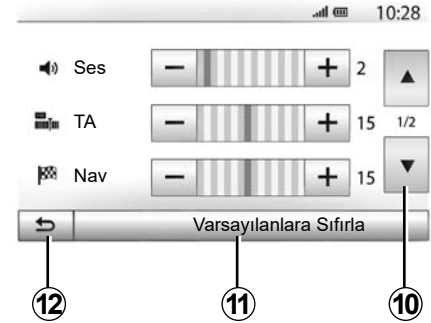 10:28
Ses − + 2
TA − + 15 1/2
Nav − + 15
Varsayılanlara Sıfırla
12 11 10